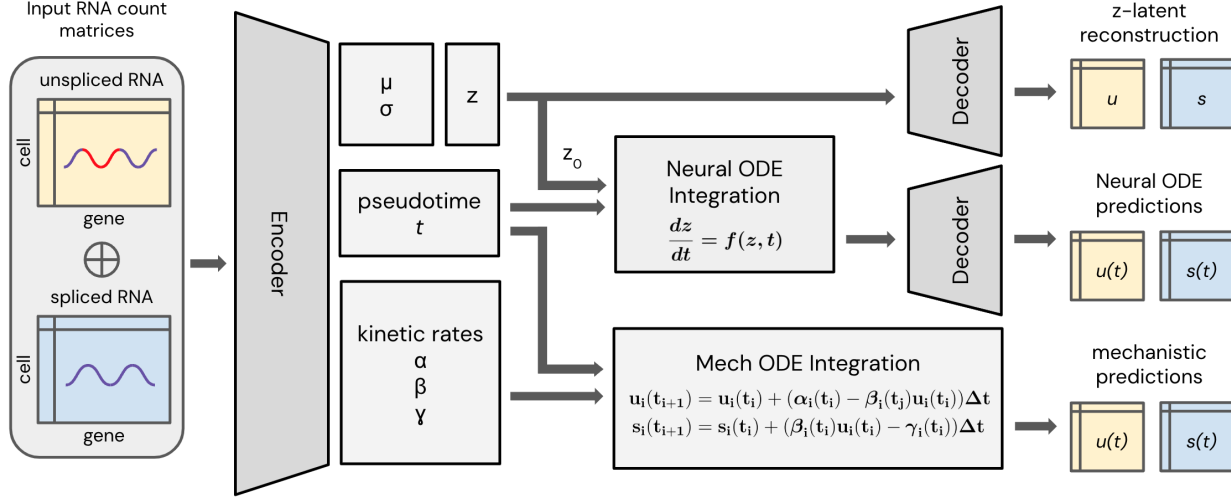 Input RNA count
matrices
unspliced RNA
cell
gene
spliced RNA
cell
gene
Encoder
μ
σ
z
pseudotime
t
kinetic rates
α
β
γ
z₀
Neural ODE
Integration
dz/dt = f(z, t)
Mech ODE Integration
uᵢ(tᵢ₊₁) = uᵢ(tᵢ) + (αᵢ(tᵢ) − βᵢ(tⱼ)uᵢ(tᵢ))Δt
sᵢ(tᵢ₊₁) = sᵢ(tᵢ) + (βᵢ(tᵢ)uᵢ(tᵢ) − γᵢ(tᵢ))Δt
Decoder
Decoder
z-latent
reconstruction
u
s
Neural ODE
predictions
u(t)
s(t)
mechanistic
predictions
u(t)
s(t)